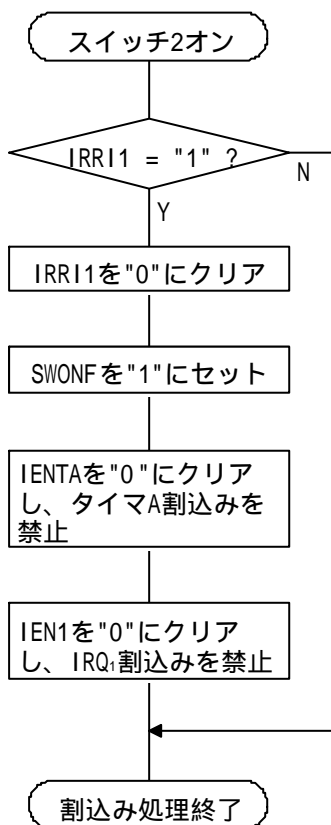 スイッチ2オン
IRRI1 = "1" ?
N
Y
IRRI1を"0"にクリア
SWONFを"1"にセット
IENTAを"0"にクリア
し、タイマA割込みを
禁止
IEN1を"0"にクリア
し、IRQ₁割込みを禁止
割込み処理終了